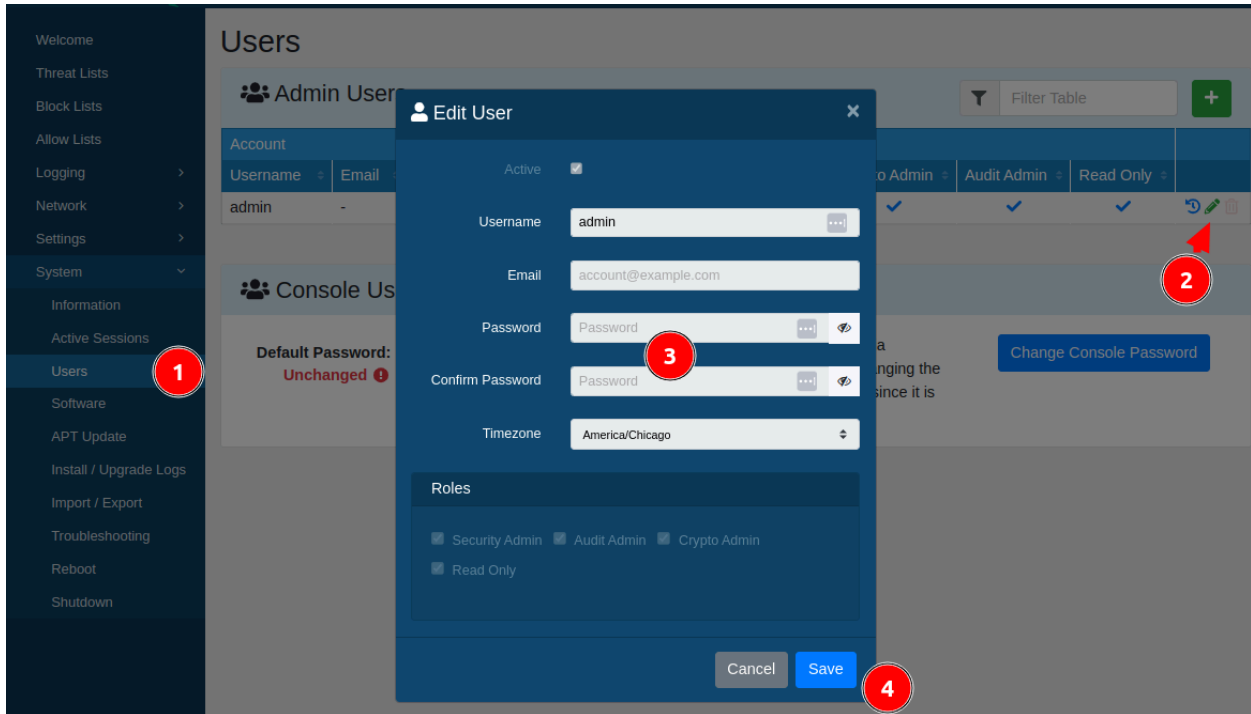 Welcome
Threat Lists
Block Lists
Allow Lists
Logging
Network
Settings
System
Information
Active Sessions
Users
1
Software
APT Update
Install / Upgrade Logs
Import / Export
Troubleshooting
Reboot
Shutdown
Users
Admin Users
Filter Table
+
Account
Username Email
o Admin Audit Admin Read Only
admin -
2
Console Us
Default Password:
Unchanged
a
nging the
since it is
Change Console Password
Edit User ×
Active
Username admin
Email account@example.com
Password Password
3
Confirm Password Password
Timezone America/Chicago
Roles
Security Admin Audit Admin Crypto Admin
Read Only
Cancel Save
4